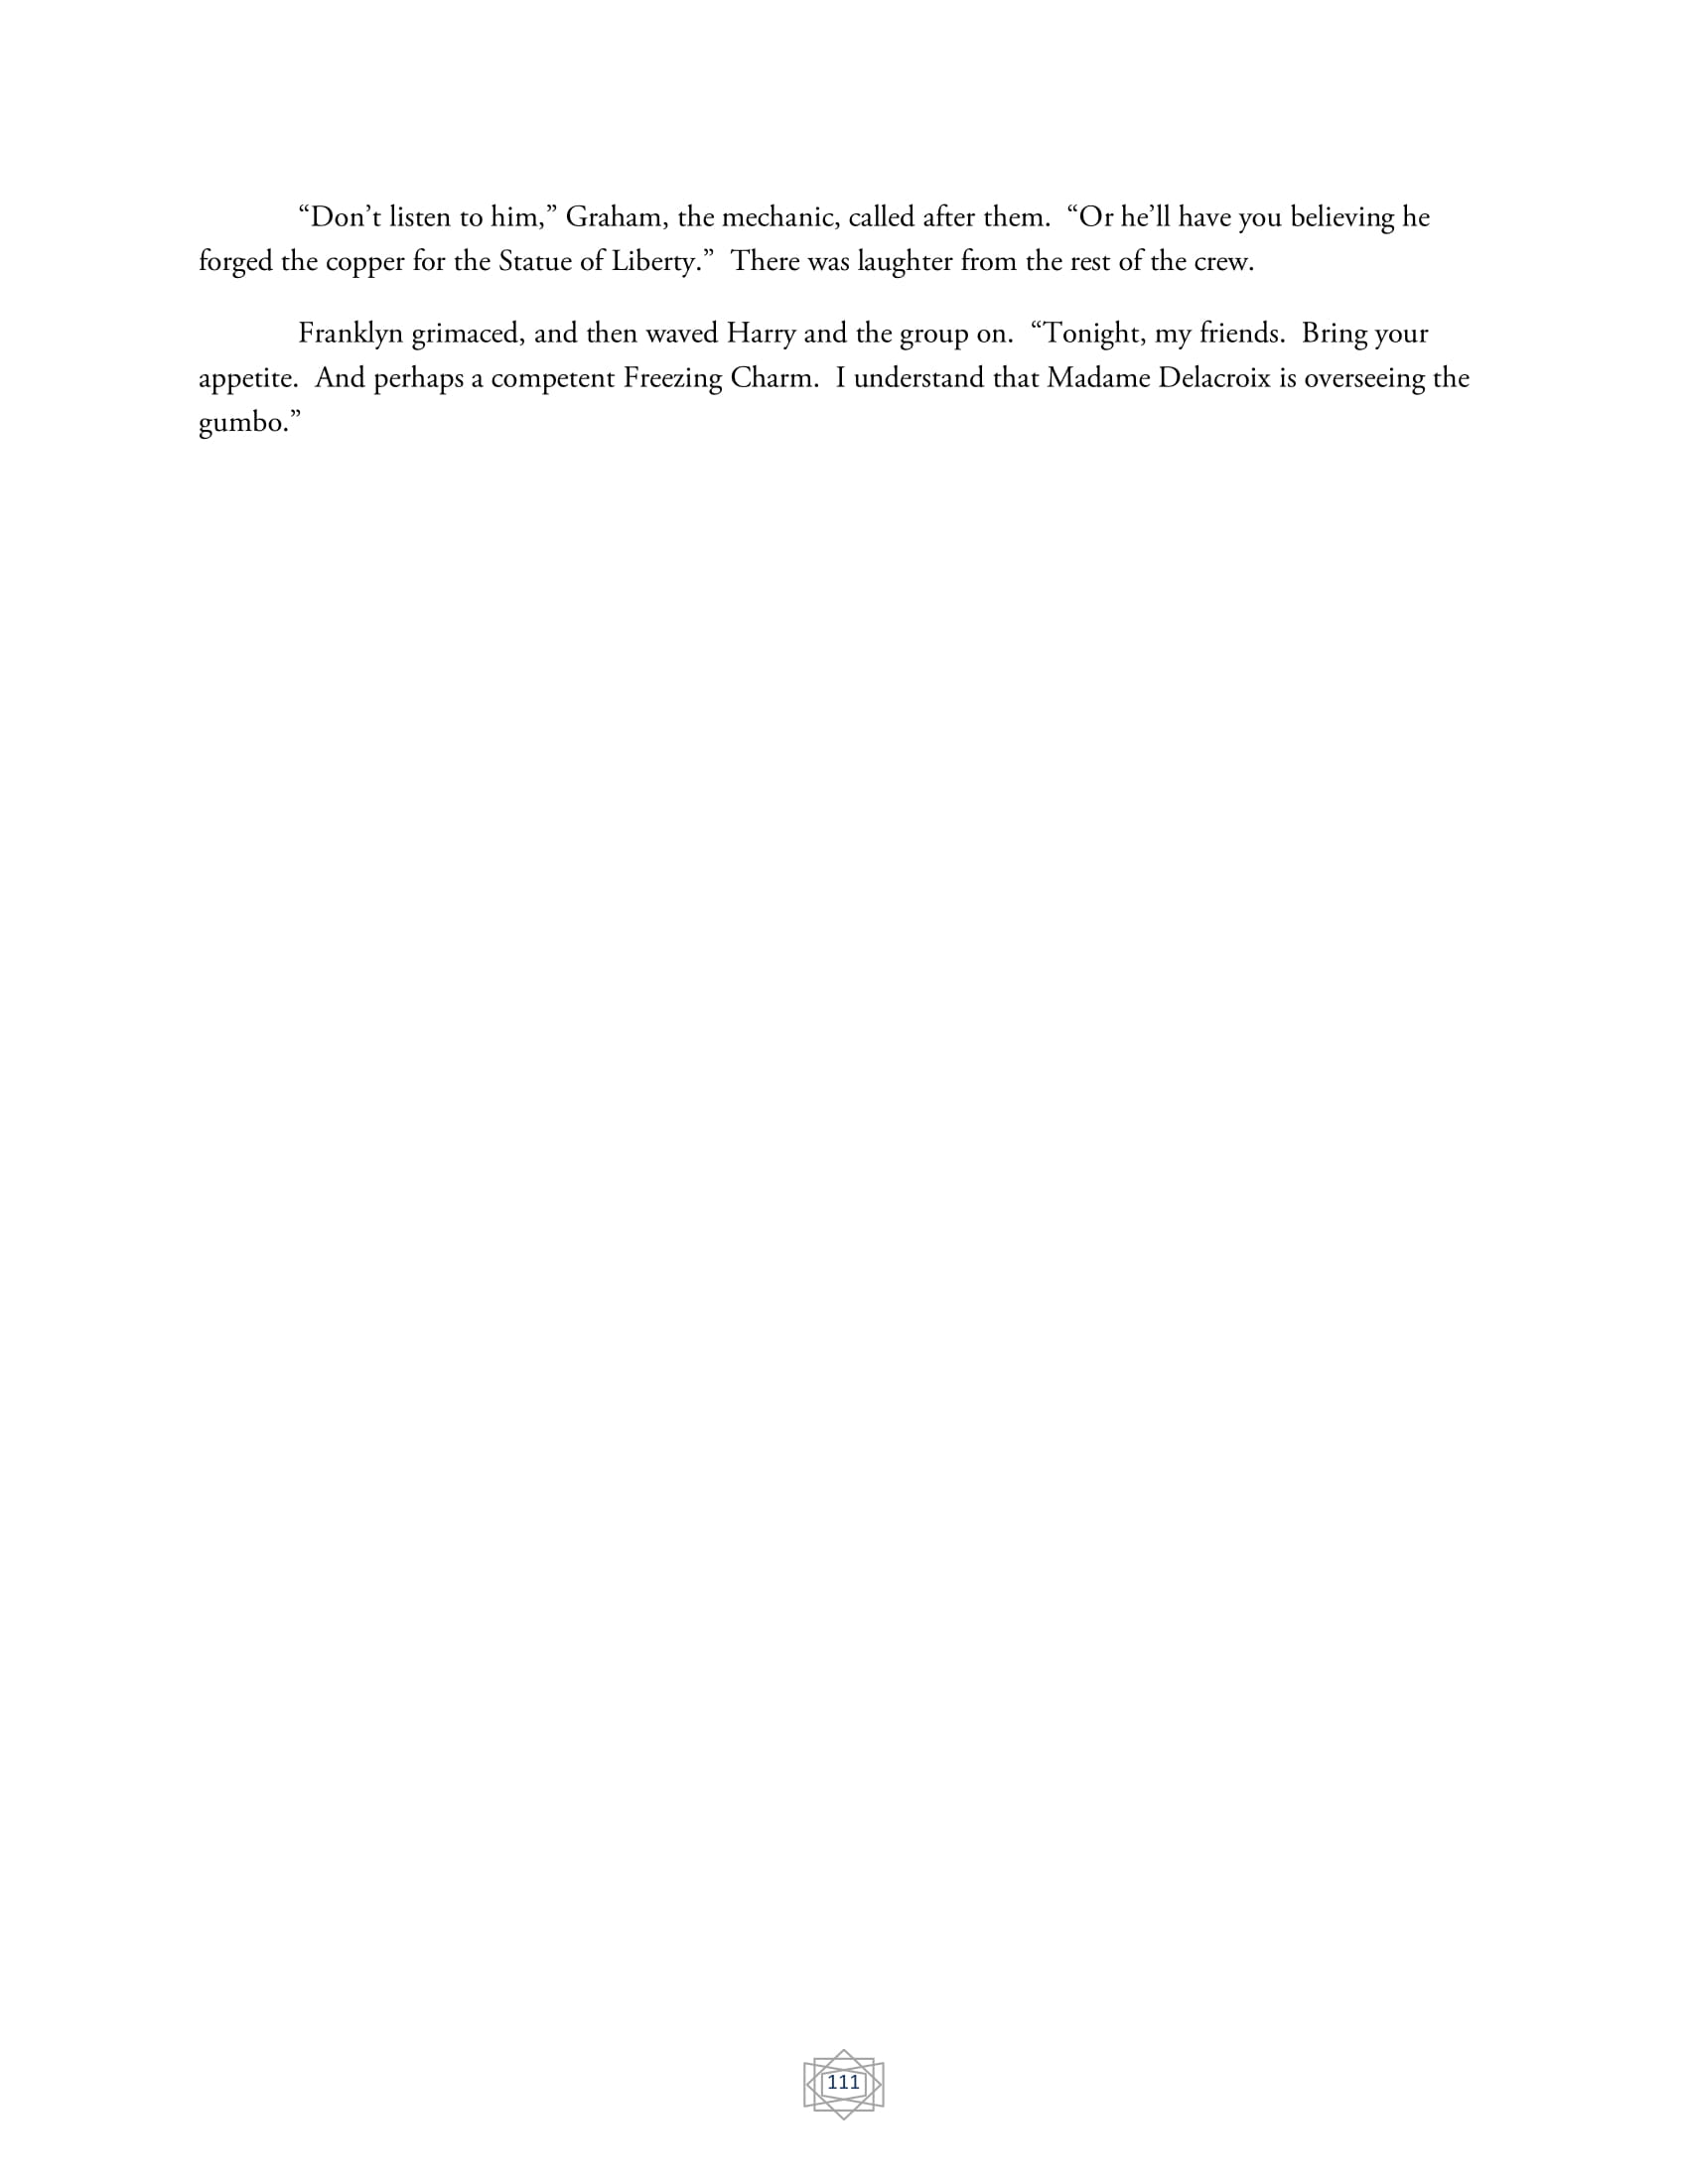 “Don’t listen to him,” Graham, the mechanic, called after them.  “Or he’ll have you believing he
forged the copper for the Statue of Liberty.”  There was laughter from the rest of the crew.
Franklyn grimaced, and then waved Harry and the group on.  “Tonight, my friends.  Bring your
appetite.  And perhaps a competent Freezing Charm.  I understand that Madame Delacroix is overseeing the
gumbo.”
111